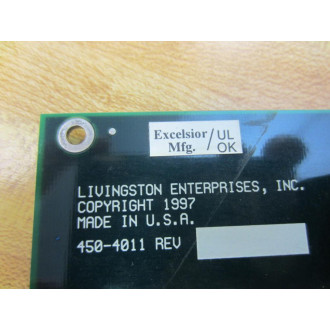 Excelsior
Mfg. / UL
OK
LIVINGSTON ENTERPRISES, INC.
COPYRIGHT 1997
MADE IN U.S.A.
450-4011 REV